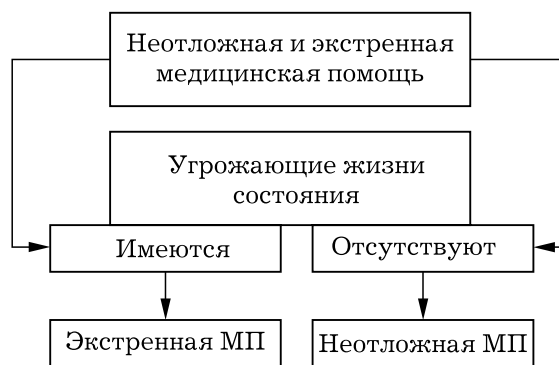 Неотложная и экстренная
медицинская помощь
Угрожающие жизни
состояния
Имеются
Отсутствуют
Экстренная МП
Неотложная МП